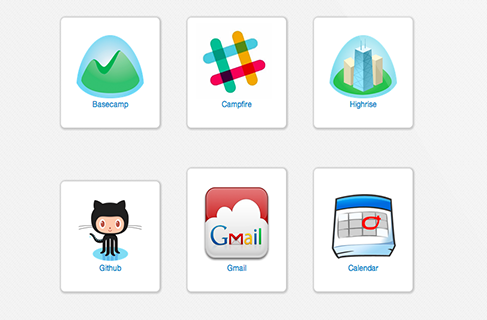 Basecamp
Campfire
Highrise
Github
Gmail
Gmail
Calendar